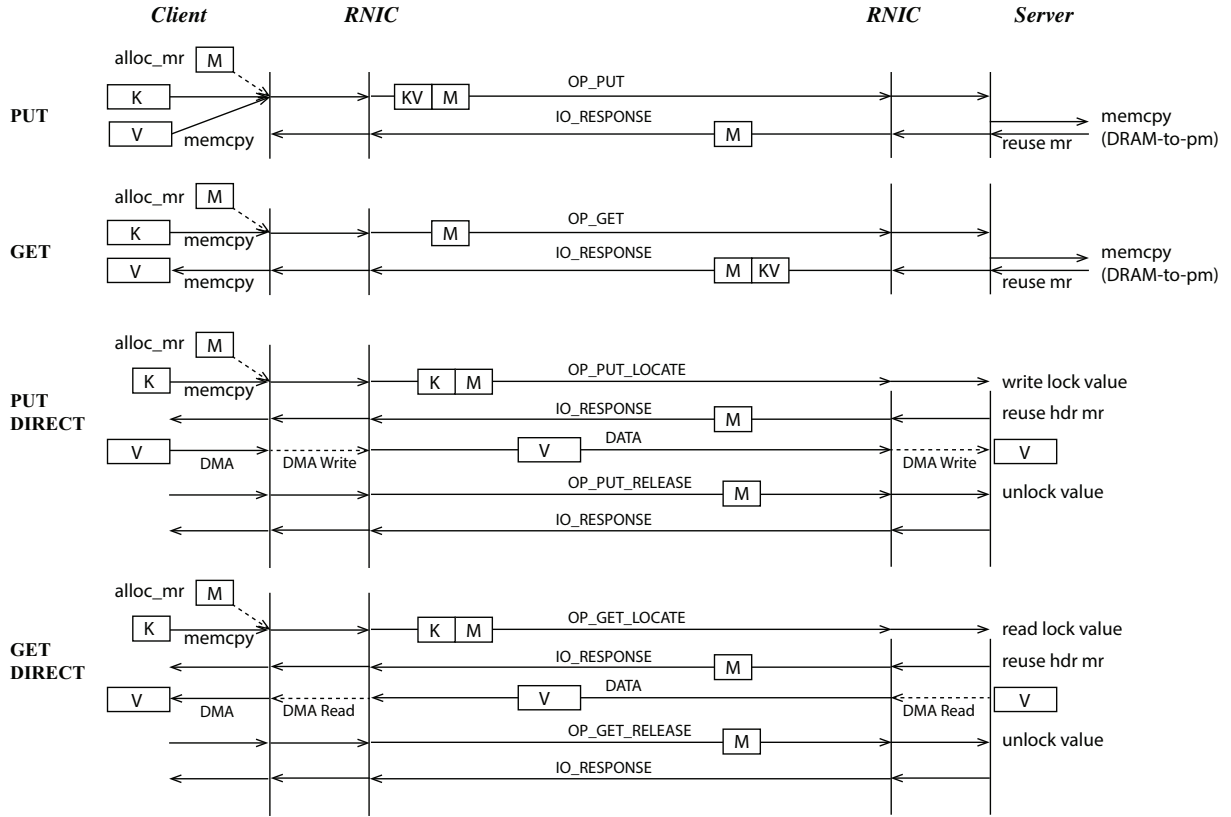 Client RNIC RNIC Server
alloc_mr M
K KV M OP_PUT
PUT
V memcpy IO_RESPONSE M reuse mr memcpy
(DRAM-to-pm)
alloc_mr M
K memcpy M OP_GET
GET
V memcpy IO_RESPONSE M KV reuse mr memcpy
(DRAM-to-pm)
alloc_mr M
K memcpy K M OP_PUT_LOCATE write lock value
PUT
DIRECT
IO_RESPONSE M reuse hdr mr
V DMA DMA Write V DATA DMA Write V
OP_PUT_RELEASE M unlock value
IO_RESPONSE
alloc_mr M
K memcpy K M OP_GET_LOCATE read lock value
GET
DIRECT
IO_RESPONSE M reuse hdr mr
V DMA DMA Read V DATA DMA Read V
OP_GET_RELEASE M unlock value
IO_RESPONSE